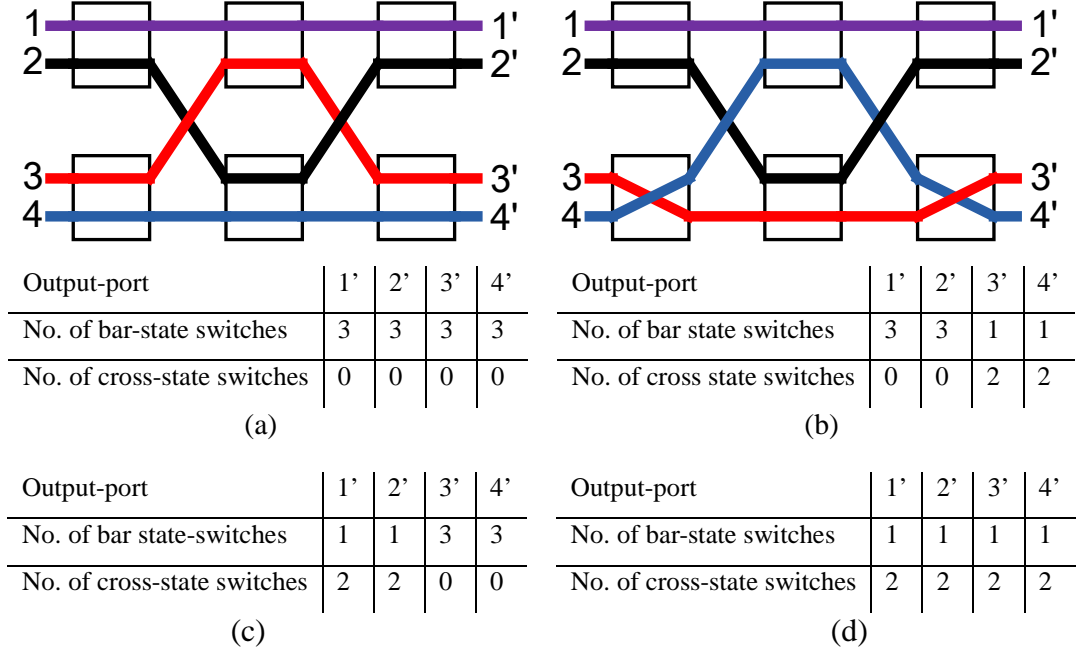 1 1'
2 2'
3 3'
4 4'
Output-port 1’ 2’ 3’ 4’
No. of bar-state switches 3 3 3 3
No. of cross-state switches 0 0 0 0
(a)
1 1'
2 2'
3 3'
4 4'
Output-port 1’ 2’ 3’ 4’
No. of bar state switches 3 3 1 1
No. of cross state switches 0 0 2 2
(b)
Output-port 1’ 2’ 3’ 4’
No. of bar state-switches 1 1 3 3
No. of cross-state switches 2 2 0 0
(c)
Output-port 1’ 2’ 3’ 4’
No. of bar-state switches 1 1 1 1
No. of cross-state switches 2 2 2 2
(d)